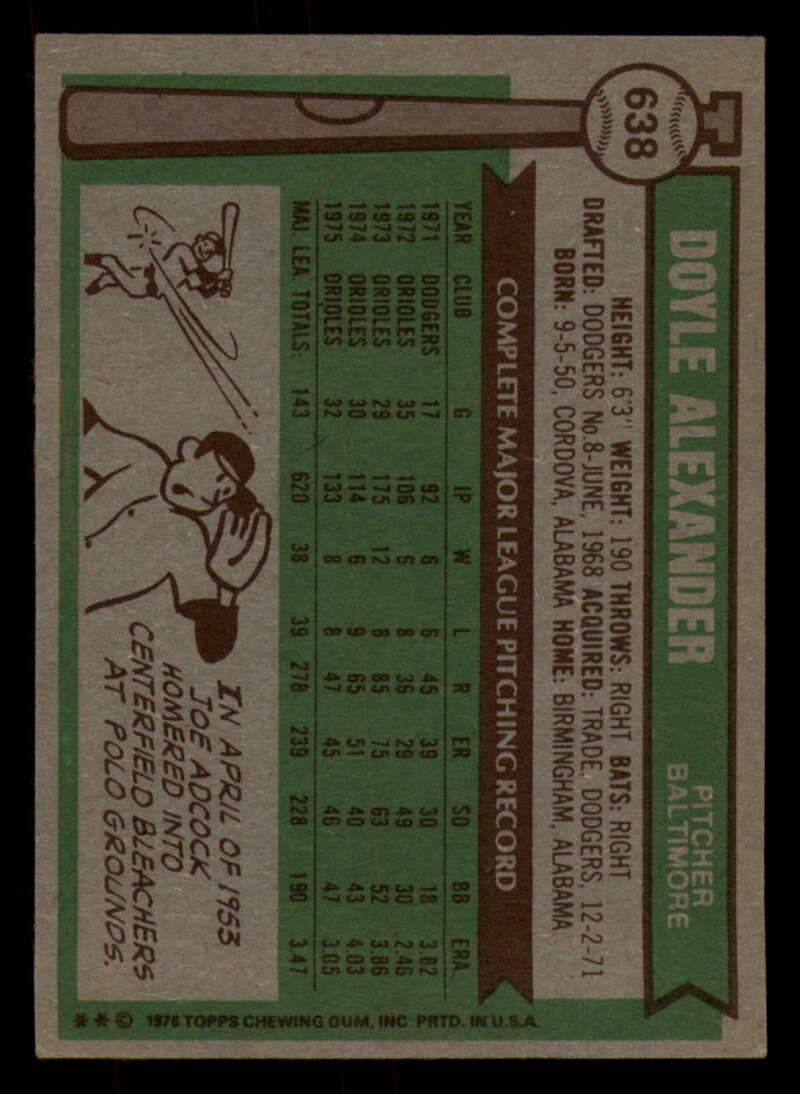 638
DOYLE ALEXANDER
PITCHER
BALTIMORE
HEIGHT: 6'3" WEIGHT: 190 THROWS: RIGHT BATS: RIGHT
DRAFTED: DODGERS No.8-JUNE, 1968 ACQUIRED: TRADE, DODGERS, 12-2-71
BORN: 9-5-50, CORDOVA, ALABAMA HOME: BIRMINGHAM, ALABAMA
COMPLETE MAJOR LEAGUE PITCHING RECORD
YEAR CLUB G IP W L R ER SO BB ERA
1971 DODGERS 17 92 6 6 45 39 30 18 3.82
1972 ORIOLES 35 106 6 8 36 29 49 30 2.46
1973 ORIOLES 29 175 12 8 85 75 63 52 3.86
1974 ORIOLES 30 114 6 9 65 51 40 43 4.03
1975 ORIOLES 32 133 8 8 47 45 46 47 3.05
MAJ. LEA. TOTALS: 143 620 38 39 278 239 228 190 3.47
IN APRIL OF 1953
JOE ADCOCK
HOMERED INTO
CENTERFIELD BLEACHERS
AT POLO GROUNDS.
** © 1976 TOPPS CHEWING GUM, INC PRTD. IN U.S.A.